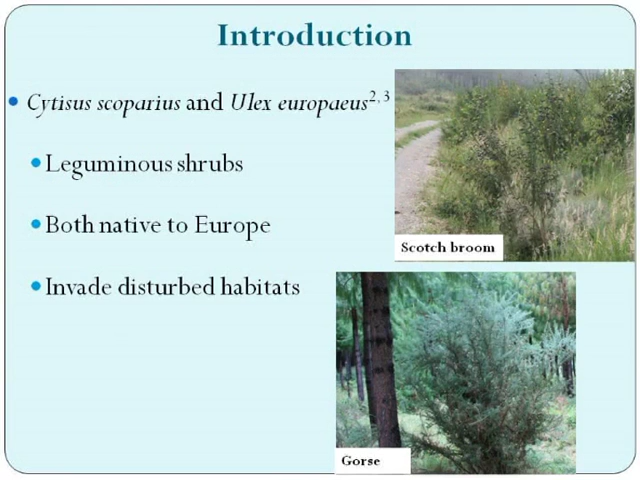 Introduction
• Cytisus scoparius and Ulex europaeus2, 3
• Leguminous shrubs
• Both native to Europe
• Invade disturbed habitats
Scotch broom
Gorse